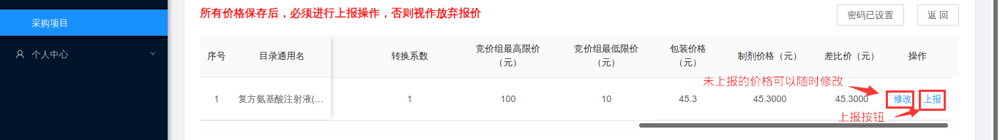 采购项目
个人中心
所有价格保存后，必须进行上报操作，否则视作放弃报价
密码已设置
返 回
序号
目录通用名
转换系数
竞价组最高限价
（元）
竞价组最低限价
（元）
包装价格
（元）
制剂价格（元）
差比价（元）
操作
未上报的价格可以随时修改
1
复方氨基酸注射液(…
1
100
10
45.3
45.3000
45.3000
修改
上报
上报按钮